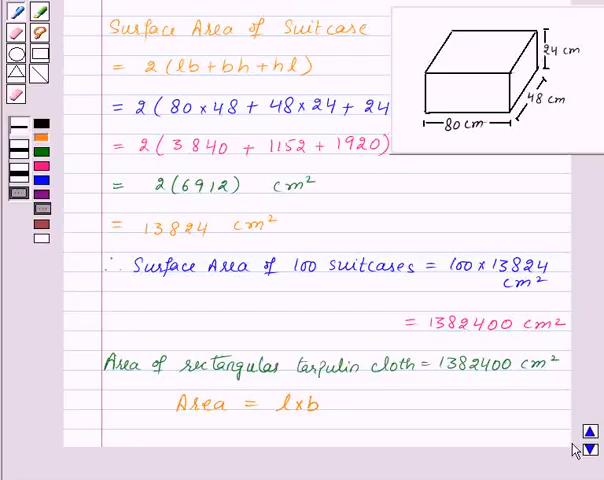 Surface Area of Suitcase
= 2 (lb + bh + hl)
= 2 ( 80 × 48 + 48 × 24 + 24
= 2 ( 3840 + 1152 + 1920)
= 2 (6912) cm²
= 13824 cm²
∴ Surface Area of 100 suitcases = 100 × 13824
cm²
= 1382400 cm²
Area of rectangular tarpulin cloth = 1382400 cm²
Area = l×b
24 cm
48 cm
80 cm